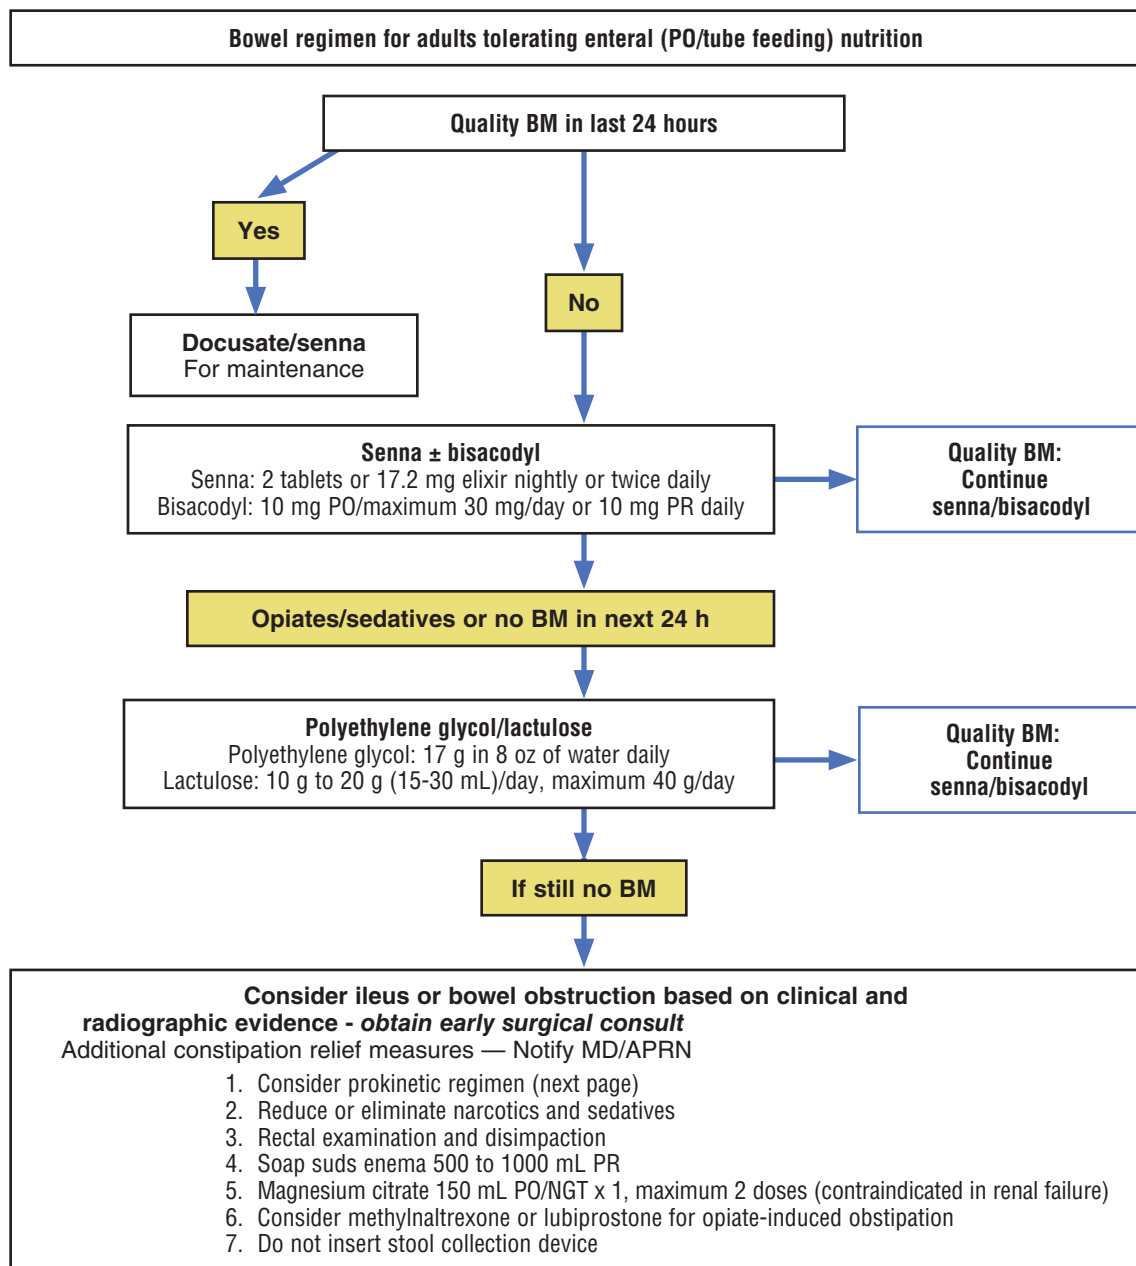 Bowel regimen for adults tolerating enteral (PO/tube feeding) nutrition
Quality BM in last 24 hours
Yes
No
Docusate/senna
For maintenance
Senna ± bisacodyl
Senna: 2 tablets or 17.2 mg elixir nightly or twice daily
Bisacodyl: 10 mg PO/maximum 30 mg/day or 10 mg PR daily
Quality BM:
Continue
senna/bisacodyl
Opiates/sedatives or no BM in next 24 h
Polyethylene glycol/lactulose
Polyethylene glycol: 17 g in 8 oz of water daily
Lactulose: 10 g to 20 g (15-30 mL)/day, maximum 40 g/day
Quality BM:
Continue
senna/bisacodyl
If still no BM
Consider ileus or bowel obstruction based on clinical and
radiographic evidence - obtain early surgical consult
Additional constipation relief measures — Notify MD/APRN
1. Consider prokinetic regimen (next page)
2. Reduce or eliminate narcotics and sedatives
3. Rectal examination and disimpaction
4. Soap suds enema 500 to 1000 mL PR
5. Magnesium citrate 150 mL PO/NGT x 1, maximum 2 doses (contraindicated in renal failure)
6. Consider methylnaltrexone or lubiprostone for opiate-induced obstipation
7. Do not insert stool collection device